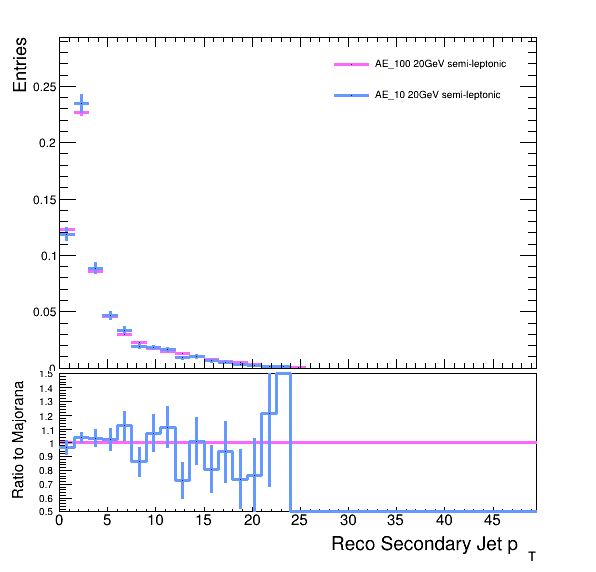 Entries
0.25
0.2
0.15
0.1
0.05
0
AE_100 20GeV semi-leptonic
AE_10 20GeV semi-leptonic
Ratio to Majorana
1.5
1.4
1.3
1.2
1.1
1
0.9
0.8
0.7
0.6
0.5
0 5 10 15 20 25 30 35 40 45
Reco Secondary Jet p
T